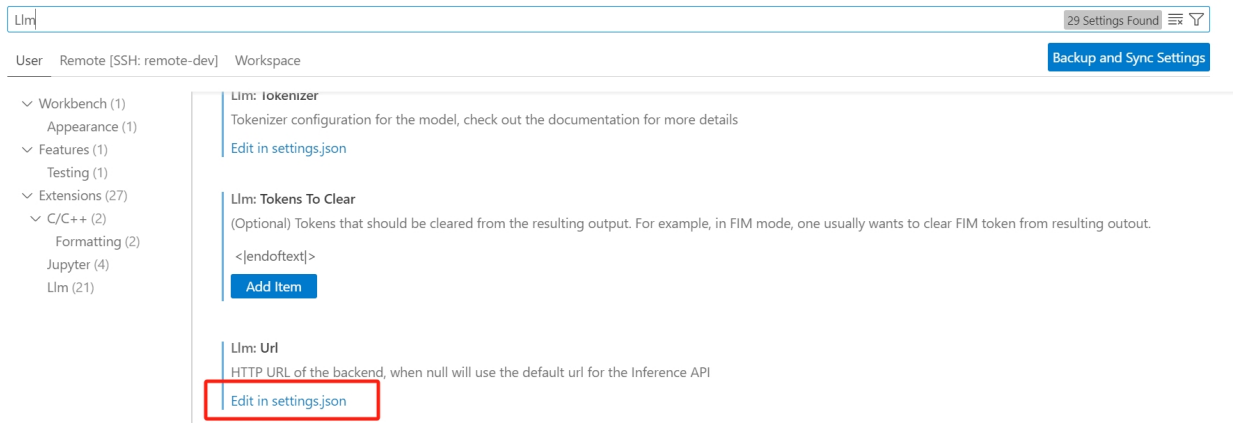 Llm
29 Settings Found
User Remote [SSH: remote-dev] Workspace
Backup and Sync Settings
Workbench (1)
Appearance (1)
Features (1)
Testing (1)
Extensions (27)
C/C++ (2)
Formatting (2)
Jupyter (4)
Llm (21)
Llm: Tokenizer
Tokenizer configuration for the model, check out the documentation for more details
Edit in settings.json
Llm: Tokens To Clear
(Optional) Tokens that should be cleared from the resulting output. For example, in FIM mode, one usually wants to clear FIM token from resulting outout.
<|endoftext|>
Add Item
Llm: Url
HTTP URL of the backend, when null will use the default url for the Inference API
Edit in settings.json